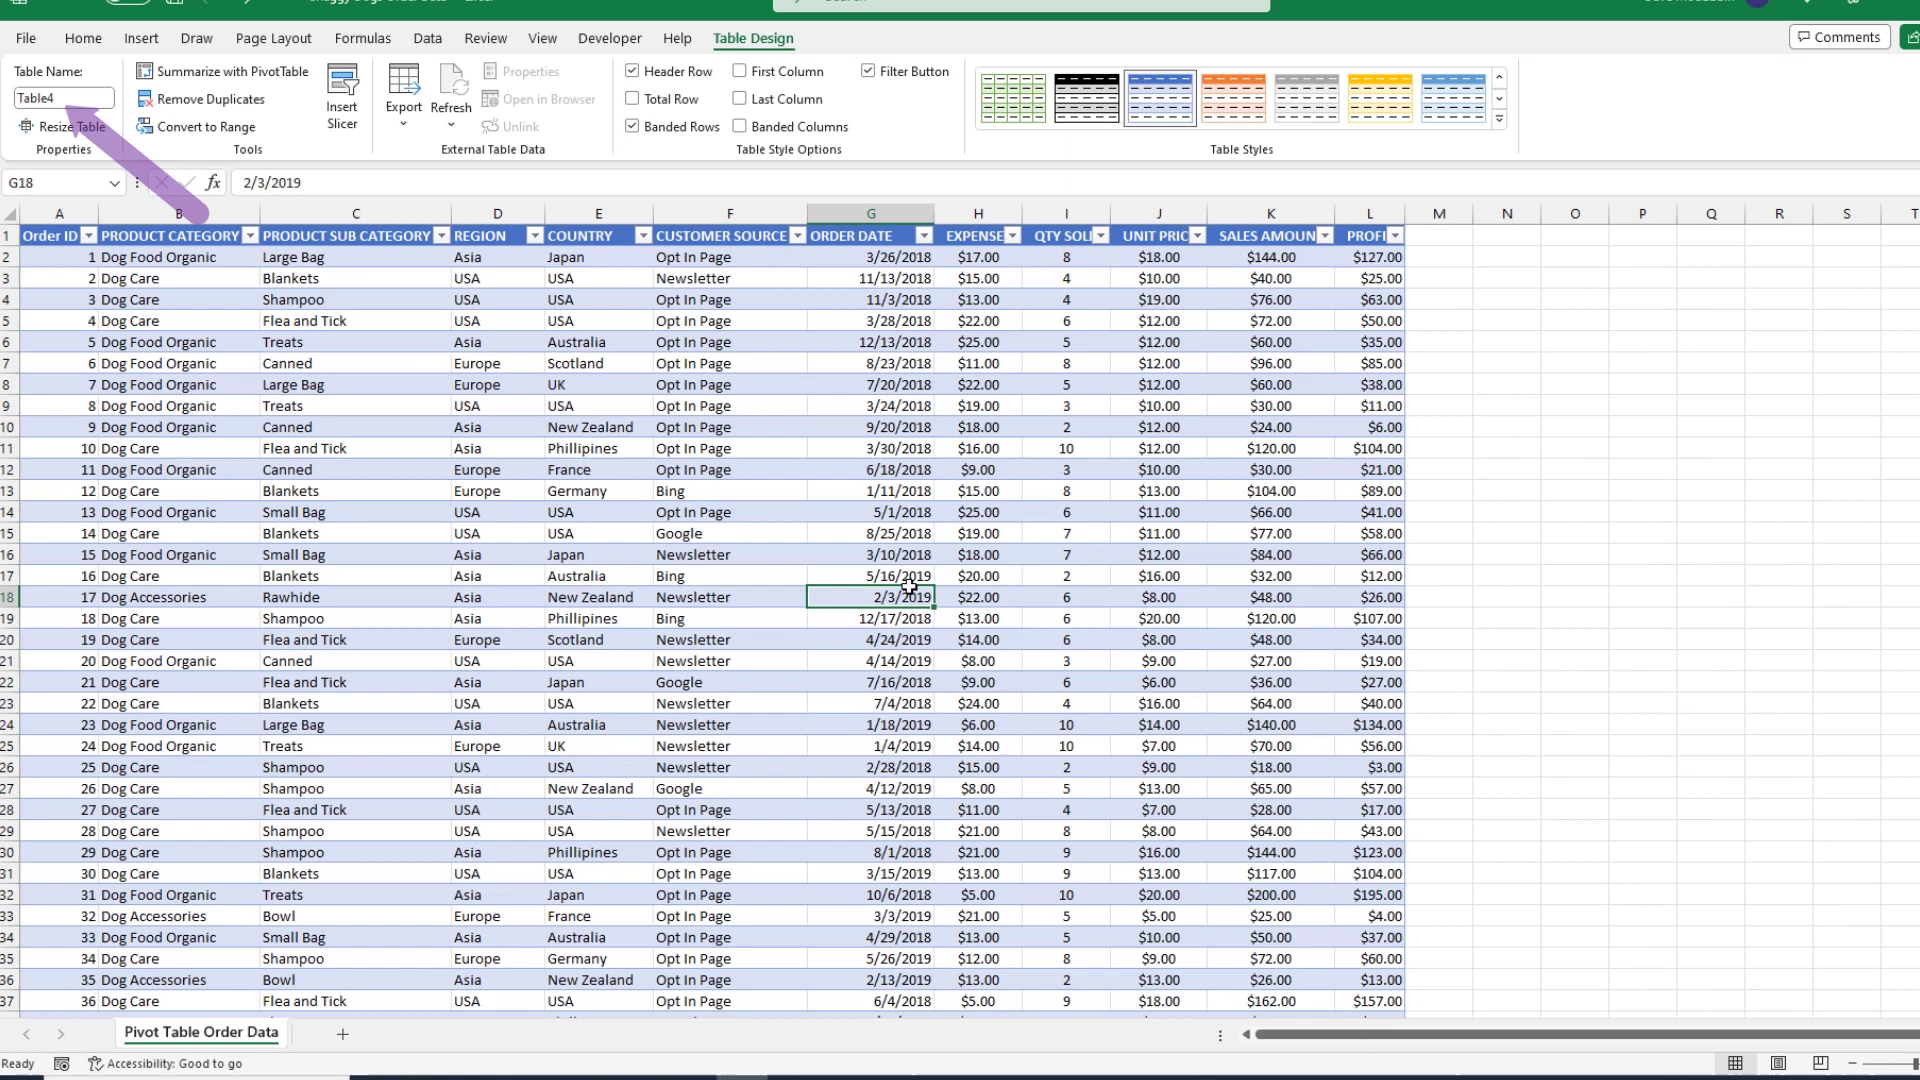 File Home Insert Draw Page Layout Formulas Data Review View Developer Help Table Design Comments
Table Name:
Table4
Resize Table
Properties
Summarize with PivotTable
Remove Duplicates
Convert to Range
Tools
Insert
Slicer
Export Refresh
Properties
Open in Browser
Unlink
External Table Data
Header Row First Column Filter Button
Total Row Last Column
Banded Rows Banded Columns
Table Style Options
Table Styles
G18 fx 2/3/2019
A B C D E F G H I J K L M N O P Q R S T
1 Order ID PRODUCT CATEGORY PRODUCT SUB CATEGORY REGION COUNTRY CUSTOMER SOURCE ORDER DATE EXPENSE QTY SOL UNIT PRIC SALES AMOUN PROFI
2 1 Dog Food Organic Large Bag Asia Japan Opt In Page 3/26/2018 $17.00 8 $18.00 $144.00 $127.00
3 2 Dog Care Blankets USA USA Newsletter 11/13/2018 $15.00 4 $10.00 $40.00 $25.00
4 3 Dog Care Shampoo USA USA Opt In Page 11/3/2018 $13.00 4 $19.00 $76.00 $63.00
5 4 Dog Care Flea and Tick USA USA Opt In Page 3/28/2018 $22.00 6 $12.00 $72.00 $50.00
6 5 Dog Food Organic Treats Asia Australia Opt In Page 12/13/2018 $25.00 5 $12.00 $60.00 $35.00
7 6 Dog Food Organic Canned Europe Scotland Opt In Page 8/23/2018 $11.00 8 $12.00 $96.00 $85.00
8 7 Dog Food Organic Large Bag Europe UK Opt In Page 7/20/2018 $22.00 5 $12.00 $60.00 $38.00
9 8 Dog Food Organic Treats USA USA Opt In Page 3/24/2018 $19.00 3 $10.00 $30.00 $11.00
10 9 Dog Food Organic Canned Asia New Zealand Opt In Page 9/20/2018 $18.00 2 $12.00 $24.00 $6.00
11 10 Dog Care Flea and Tick Asia Phillipines Opt In Page 3/30/2018 $16.00 10 $12.00 $120.00 $104.00
12 11 Dog Food Organic Canned Europe France Opt In Page 6/18/2018 $9.00 3 $10.00 $30.00 $21.00
13 12 Dog Care Blankets Europe Germany Bing 1/11/2018 $15.00 8 $13.00 $104.00 $89.00
14 13 Dog Food Organic Small Bag USA USA Opt In Page 5/1/2018 $25.00 6 $11.00 $66.00 $41.00
15 14 Dog Care Blankets USA USA Google 8/25/2018 $19.00 7 $11.00 $77.00 $58.00
16 15 Dog Food Organic Small Bag Asia Japan Newsletter 3/10/2018 $18.00 7 $12.00 $84.00 $66.00
17 16 Dog Care Blankets Asia Australia Bing 5/16/2019 $20.00 2 $16.00 $32.00 $12.00
18 17 Dog Accessories Rawhide Asia New Zealand Newsletter 2/3/2019 $22.00 6 $8.00 $48.00 $26.00
19 18 Dog Care Shampoo Asia Phillipines Bing 12/17/2018 $13.00 6 $20.00 $120.00 $107.00
20 19 Dog Care Flea and Tick Europe Scotland Newsletter 4/24/2019 $14.00 6 $8.00 $48.00 $34.00
21 20 Dog Food Organic Canned USA USA Newsletter 4/14/2019 $8.00 3 $9.00 $27.00 $19.00
22 21 Dog Care Flea and Tick Asia Japan Google 7/16/2018 $9.00 6 $6.00 $36.00 $27.00
23 22 Dog Care Blankets USA USA Newsletter 7/4/2018 $24.00 4 $16.00 $64.00 $40.00
24 23 Dog Food Organic Large Bag Asia Australia Newsletter 1/18/2019 $6.00 10 $14.00 $140.00 $134.00
25 24 Dog Food Organic Treats Europe UK Newsletter 1/4/2019 $14.00 10 $7.00 $70.00 $56.00
26 25 Dog Care Shampoo USA USA Newsletter 2/28/2018 $15.00 2 $9.00 $18.00 $3.00
27 26 Dog Care Shampoo Asia New Zealand Google 4/12/2019 $8.00 5 $13.00 $65.00 $57.00
28 27 Dog Care Flea and Tick USA USA Opt In Page 5/13/2018 $11.00 4 $7.00 $28.00 $17.00
29 28 Dog Care Shampoo USA USA Newsletter 5/15/2018 $21.00 8 $8.00 $64.00 $43.00
30 29 Dog Care Shampoo Asia Phillipines Opt In Page 8/1/2018 $21.00 9 $16.00 $144.00 $123.00
31 30 Dog Care Blankets USA USA Opt In Page 3/15/2019 $13.00 9 $13.00 $117.00 $104.00
32 31 Dog Food Organic Treats Asia Japan Opt In Page 10/6/2018 $5.00 10 $20.00 $200.00 $195.00
33 32 Dog Accessories Bowl Europe France Opt In Page 3/3/2019 $21.00 5 $5.00 $25.00 $4.00
34 33 Dog Food Organic Small Bag Asia Australia Opt In Page 4/29/2018 $13.00 5 $10.00 $50.00 $37.00
35 34 Dog Care Shampoo Europe Germany Opt In Page 5/26/2019 $12.00 8 $9.00 $72.00 $60.00
36 35 Dog Accessories Bowl Asia New Zealand Opt In Page 2/13/2019 $13.00 2 $13.00 $26.00 $13.00
37 36 Dog Care Flea and Tick USA USA Opt In Page 6/4/2018 $5.00 9 $18.00 $162.00 $157.00
Pivot Table Order Data
Ready Accessibility: Good to go